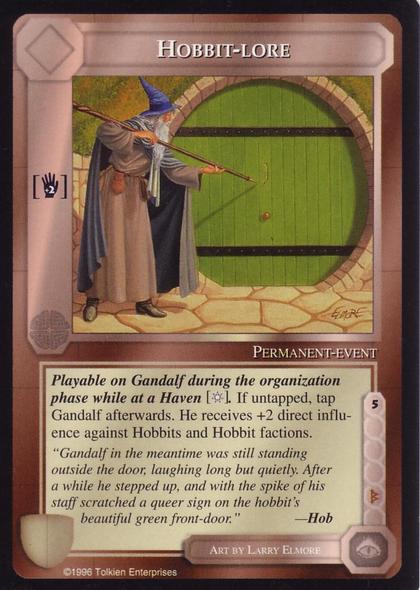 HOBBIT-LORE
[+2]
ELMORE
PERMANENT-EVENT
Playable on Gandalf during the organization
phase while at a Haven [ ]. If untapped, tap
Gandalf afterwards. He receives +2 direct influ-
ence against Hobbits and Hobbit factions.
5
“Gandalf in the meantime was still standing
outside the door, laughing long but quietly. After
a while he stepped up, and with the spike of his
staff scratched a queer sign on the hobbit's
beautiful green front-door.” —Hob
ART BY LARRY ELMORE
©1996 Tolkien Enterprises